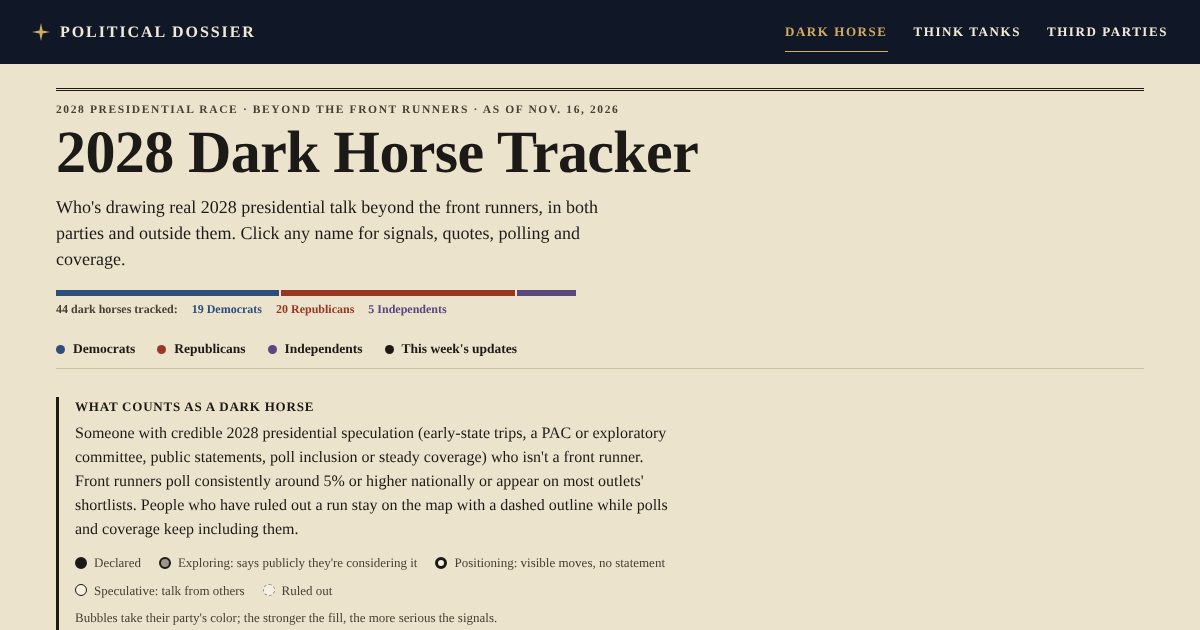 POLITICAL DOSSIER
DARK HORSE THINK TANKS THIRD PARTIES
2028 PRESIDENTIAL RACE · BEYOND THE FRONT RUNNERS · AS OF NOV. 16, 2026
2028 Dark Horse Tracker
Who's drawing real 2028 presidential talk beyond the front runners, in both
parties and outside them. Click any name for signals, quotes, polling and
coverage.
44 dark horses tracked: 19 Democrats 20 Republicans 5 Independents
Democrats Republicans Independents This week's updates
WHAT COUNTS AS A DARK HORSE
Someone with credible 2028 presidential speculation (early-state trips, a PAC or exploratory
committee, public statements, poll inclusion or steady coverage) who isn't a front runner.
Front runners poll consistently around 5% or higher nationally or appear on most outlets'
shortlists. People who have ruled out a run stay on the map with a dashed outline while polls
and coverage keep including them.
Declared Exploring: says publicly they're considering it Positioning: visible moves, no statement
Speculative: talk from others Ruled out
Bubbles take their party's color; the stronger the fill, the more serious the signals.